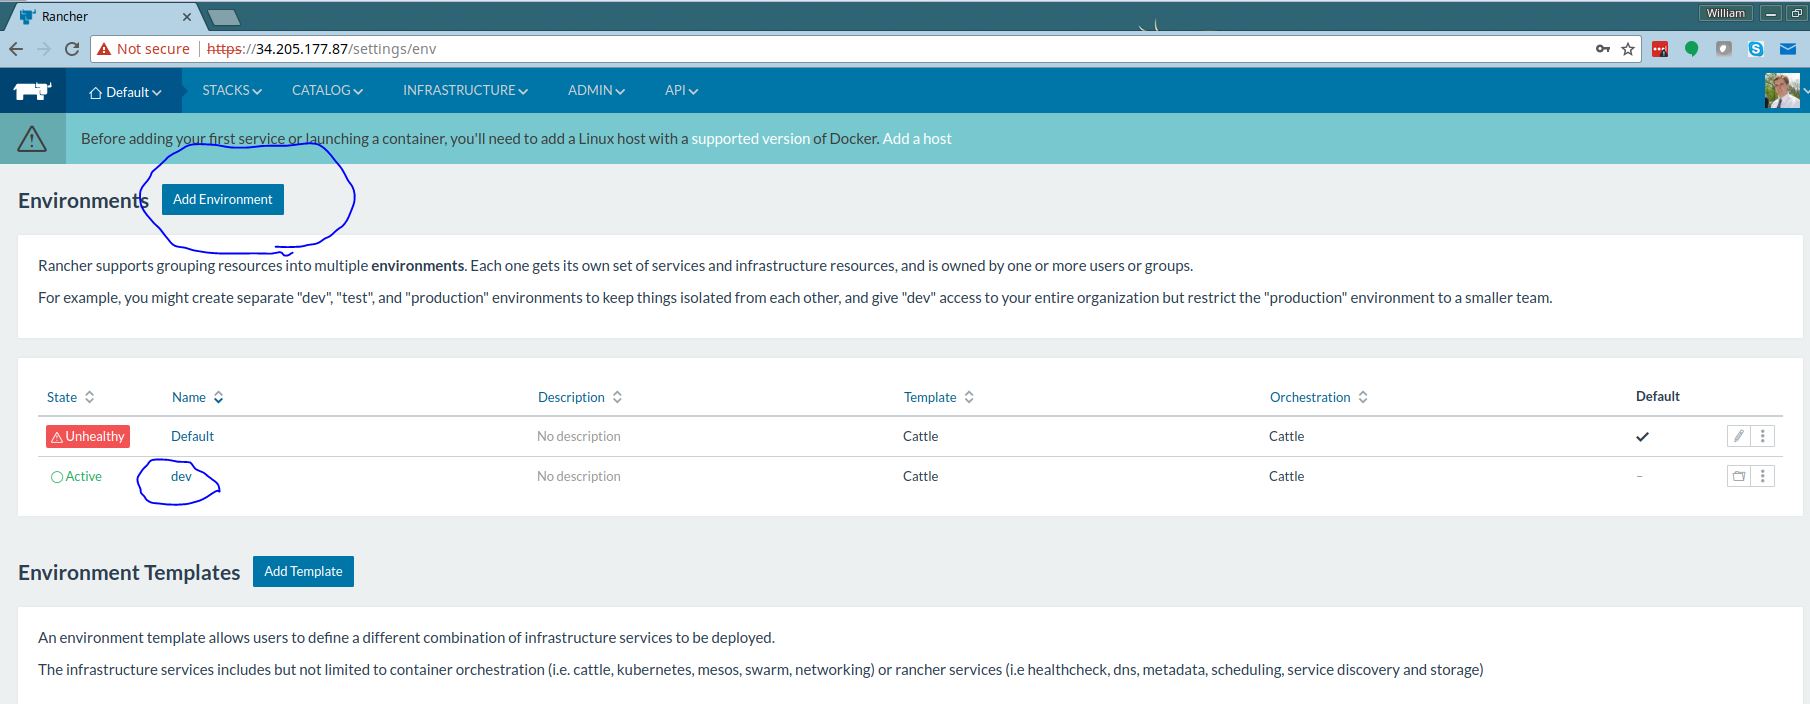 Rancher
William
Not secure https://34.205.177.87/settings/env
Default STACKS CATALOG INFRASTRUCTURE ADMIN API
Before adding your first service or launching a container, you'll need to add a Linux host with a supported version of Docker. Add a host
Environments Add Environment
Rancher supports grouping resources into multiple environments. Each one gets its own set of services and infrastructure resources, and is owned by one or more users or groups.
For example, you might create separate "dev", "test", and "production" environments to keep things isolated from each other, and give "dev" access to your entire organization but restrict the "production" environment to a smaller team.
State Name Description Template Orchestration Default
Unhealthy Default No description Cattle Cattle
Active dev No description Cattle Cattle –
Environment Templates Add Template
An environment template allows users to define a different combination of infrastructure services to be deployed.
The infrastructure services includes but not limited to container orchestration (i.e. cattle, kubernetes, mesos, swarm, networking) or rancher services (i.e healthcheck, dns, metadata, scheduling, service discovery and storage)